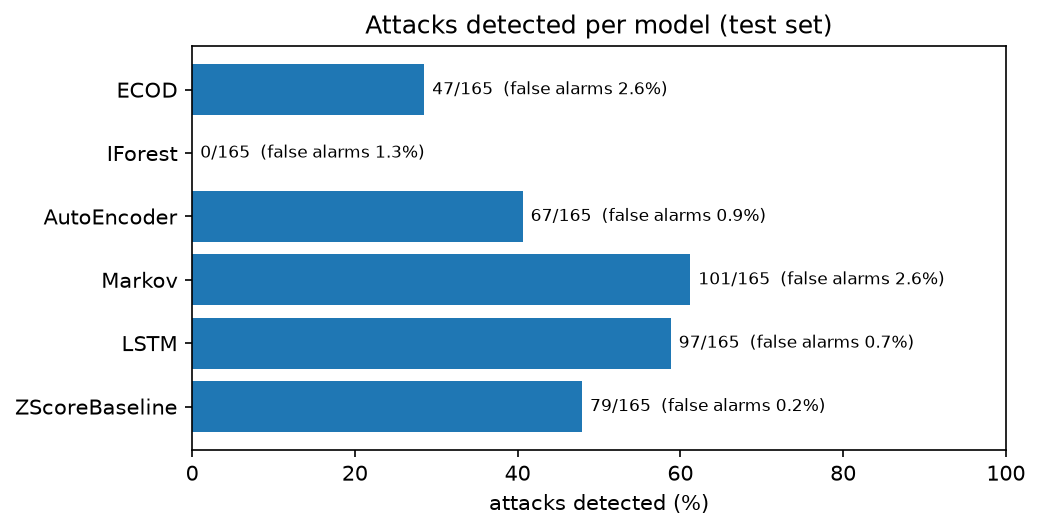 Attacks detected per model (test set)
ECOD 47/165 (false alarms 2.6%)
IForest 0/165 (false alarms 1.3%)
AutoEncoder 67/165 (false alarms 0.9%)
Markov 101/165 (false alarms 2.6%)
LSTM 97/165 (false alarms 0.7%)
ZScoreBaseline 79/165 (false alarms 0.2%)
0 20 40 60 80 100
attacks detected (%)